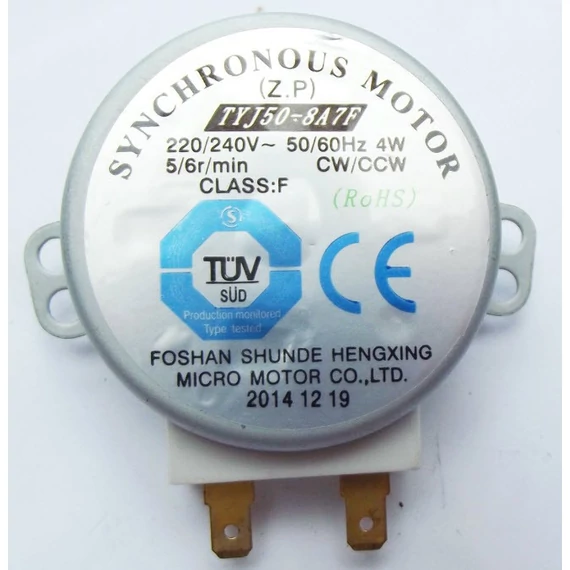 SYNCHRONOUS MOTOR
(Z.P)
TYJ50-8A7F
220/240V~ 50/60Hz 4W
5/6r/min CW/CCW
CLASS:F
(RoHS)
S
TÜV
SÜD
CE
Production monitored
Type tested
FOSHAN SHUNDE HENGXING
MICRO MOTOR CO.,LTD.
2014 12 19